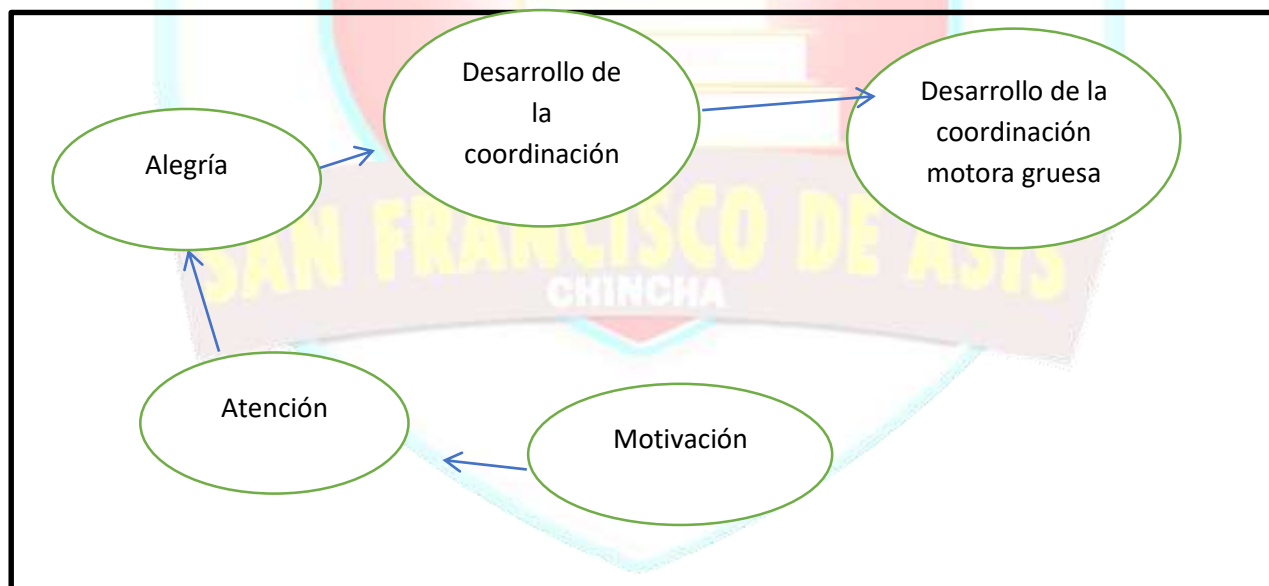 Desarrollo de
la
coordinación
Desarrollo de la
coordinación
motora gruesa
Alegría
SAN FRANCISCO DE ASIS
CHINCHA
Atención
Motivación